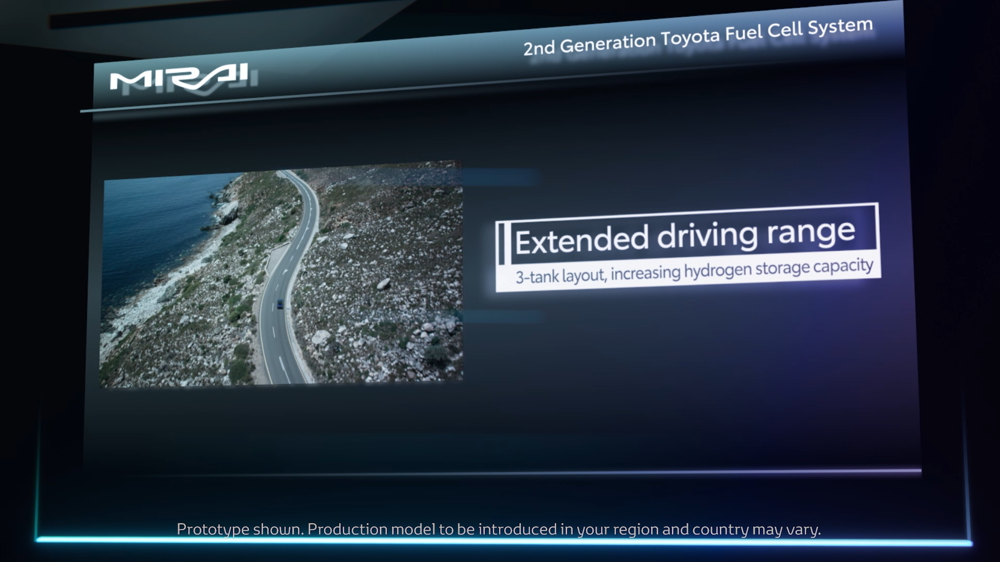 MIRAI
2nd Generation Toyota Fuel Cell System
Extended driving range
3-tank layout, increasing hydrogen storage capacity
Prototype shown. Production model to be introduced in your region and country may vary.